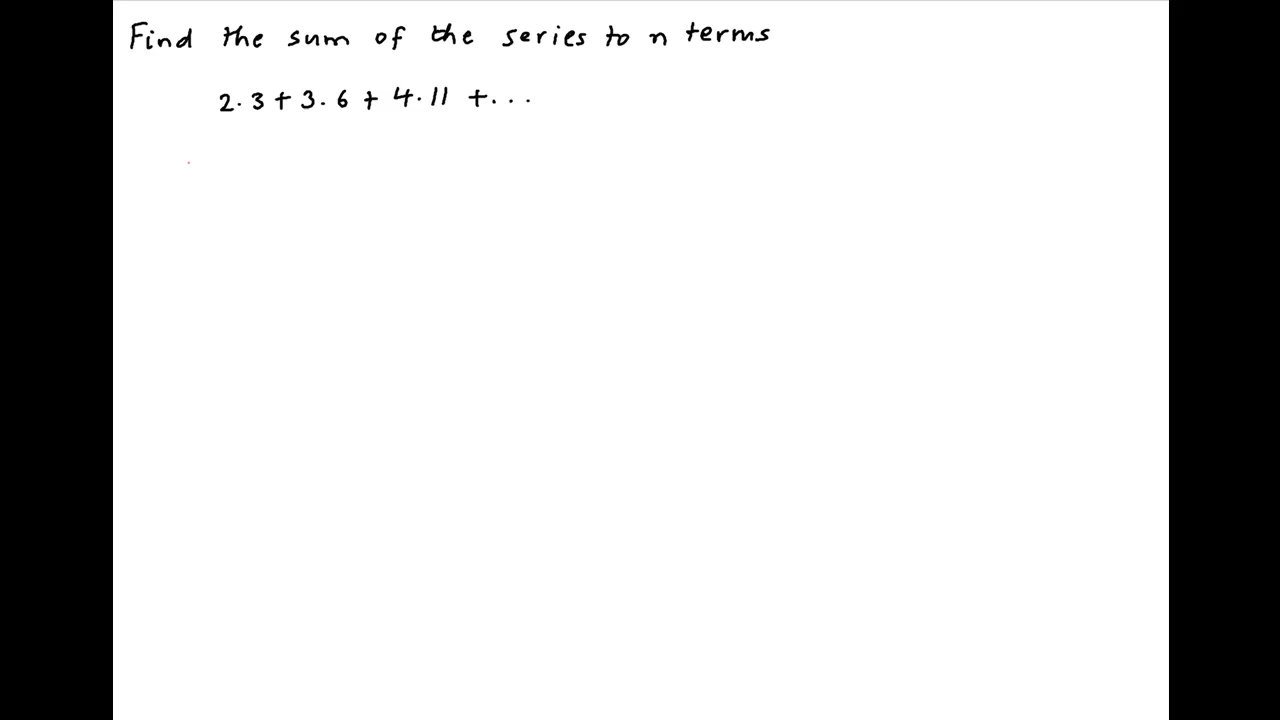 Find the sum of the series to n terms
2.3 + 3.6 + 4.11 + ...